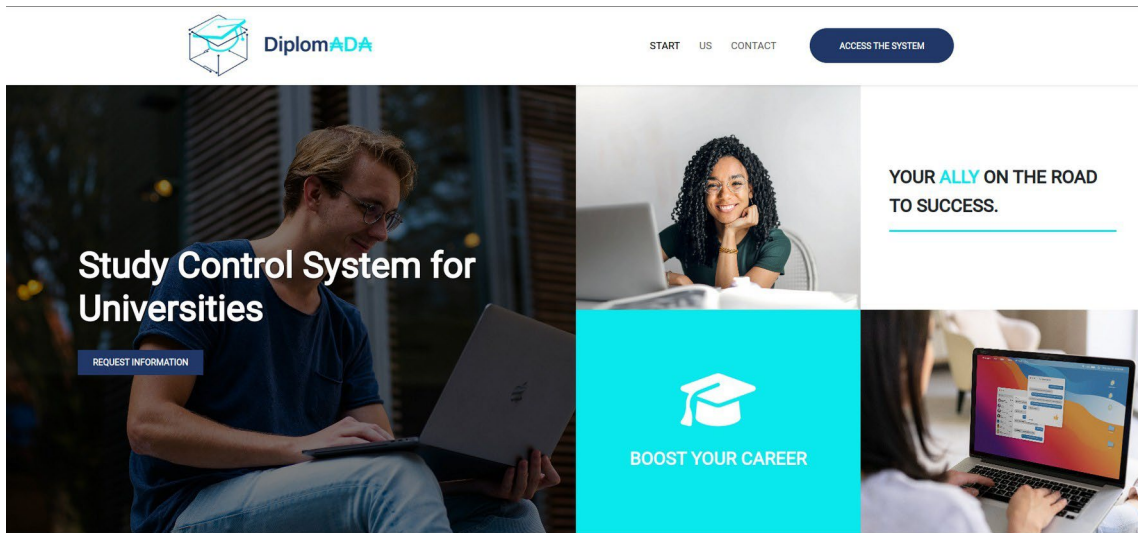 Diplom₳D₳
START US CONTACT ACCESS THE SYSTEM
Study Control System for
Universities
REQUEST INFORMATION
YOUR ALLY ON THE ROAD
TO SUCCESS.
BOOST YOUR CAREER